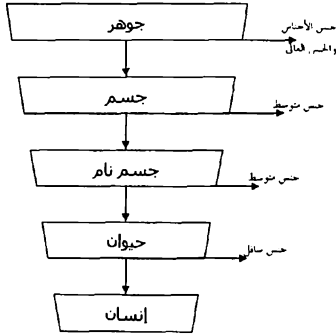 جوهر
جنس الأجناس
والجنس العالي
جسم
جنس متوسط
جسم نام
جنس متوسط
حيوان
جنس سافل
إنسان